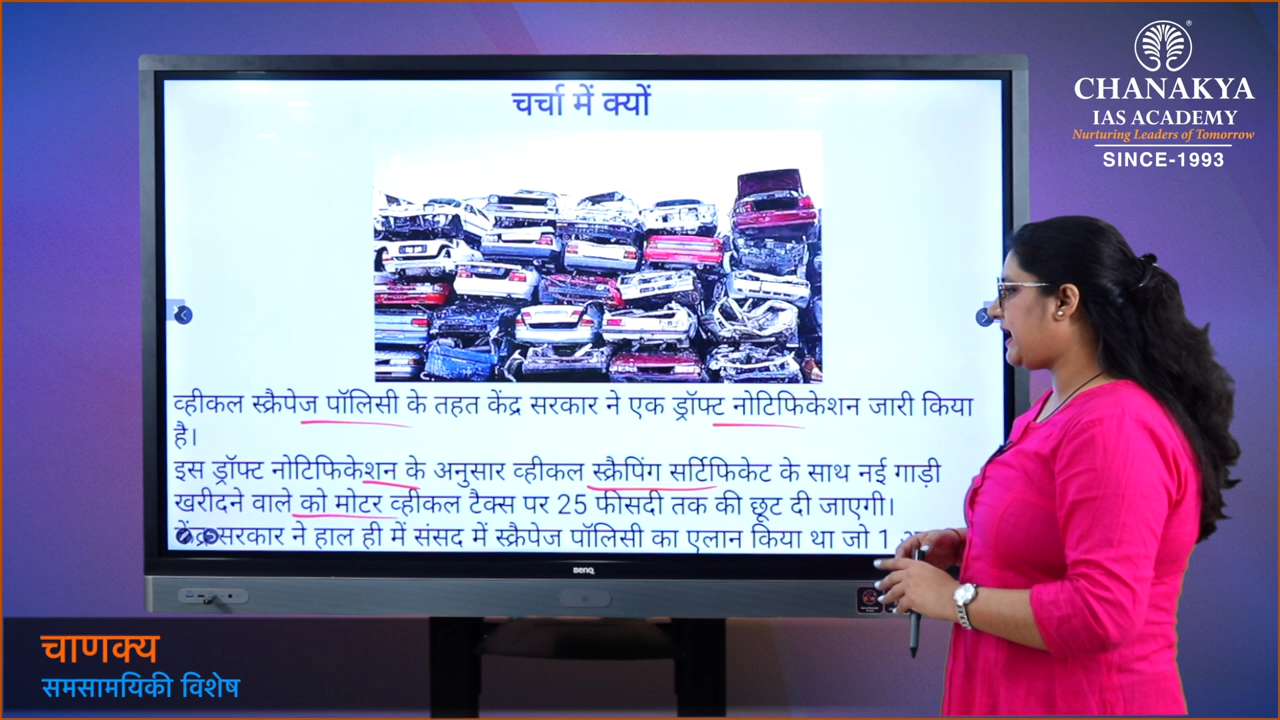 चर्चा में क्यों
व्हीकल स्क्रैपेज पॉलिसी के तहत केंद्र सरकार ने एक ड्रॉफ्ट नोटिफिकेशन जारी किया
है।
इस ड्रॉफ्ट नोटिफिकेशन के अनुसार व्हीकल स्क्रैपिंग सर्टिफिकेट के साथ नई गाड़ी
खरीदने वाले को मोटर व्हीकल टैक्स पर 25 फीसदी तक की छूट दी जाएगी।
केंद्र सरकार ने हाल ही में संसद में स्क्रैपेज पॉलिसी का एलान किया था जो 1
BenQ
CHANAKYA
IAS ACADEMY
Nurturing Leaders of Tomorrow
SINCE-1993
चाणक्य
समसामयिकी विशेष